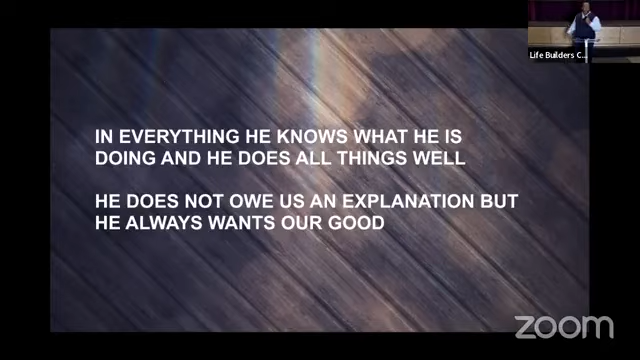 Life Builders C...
IN EVERYTHING HE KNOWS WHAT HE IS
DOING AND HE DOES ALL THINGS WELL
HE DOES NOT OWE US AN EXPLANATION BUT
HE ALWAYS WANTS OUR GOOD
zoom